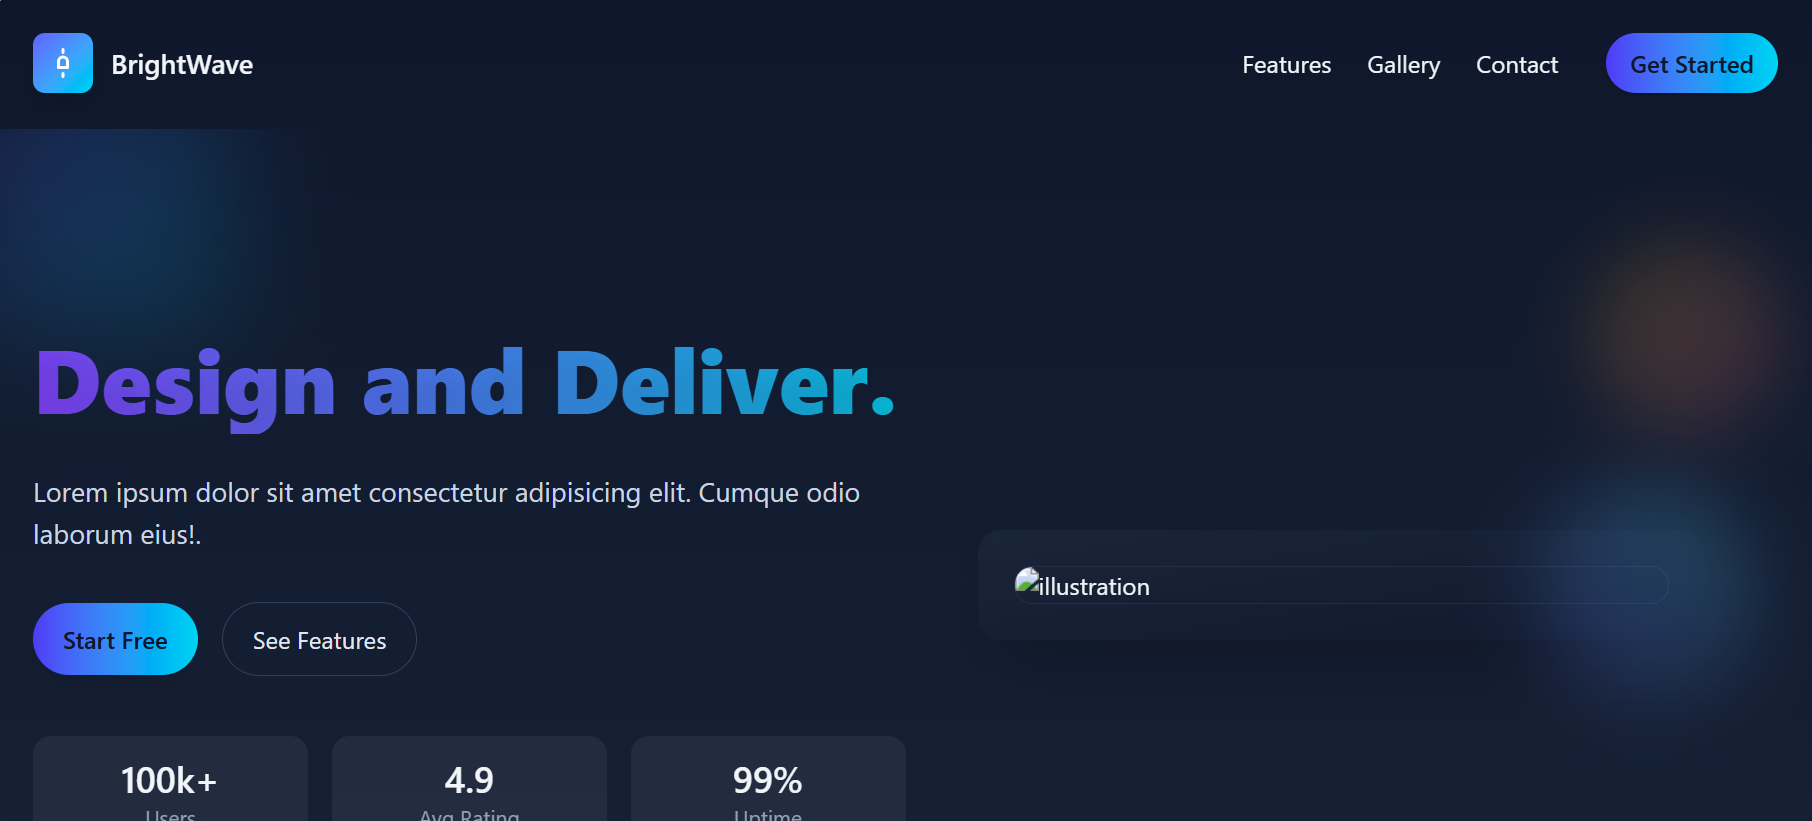 BrightWave
Features
Gallery
Contact
Get Started
Design and Deliver.
Lorem ipsum dolor sit amet consectetur adipisicing elit. Cumque odio
laborum eius!.
illustration
Start Free
See Features
100k+
4.9
99%
Users
Avg Rating
Uptime